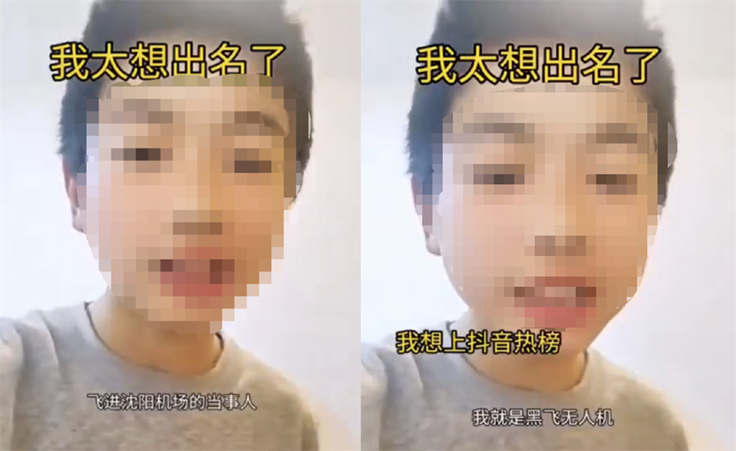 我太想出名了
飞进沈阳机场的当事人
我太想出名了
我想上抖音热榜
我就是黑飞无人机